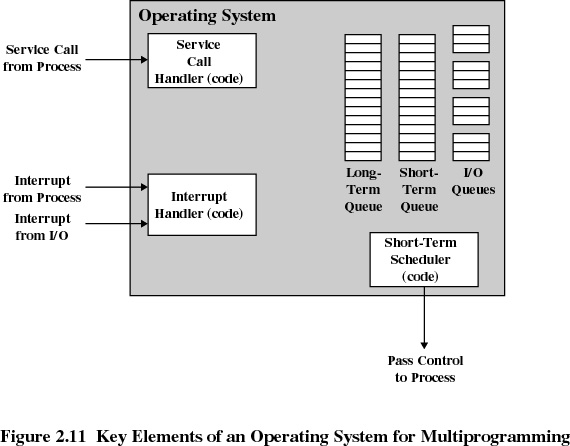 Operating System
Service Call
from Process
Service
Call
Handler (code)
Interrupt
from Process
Interrupt
from I/O
Interrupt
Handler (code)
Long-
Term
Queue
Short-
Term
Queue
I/O
Queues
Short-Term
Scheduler
(code)
Pass Control
to Process
Figure 2.11 Key Elements of an Operating System for Multiprogramming